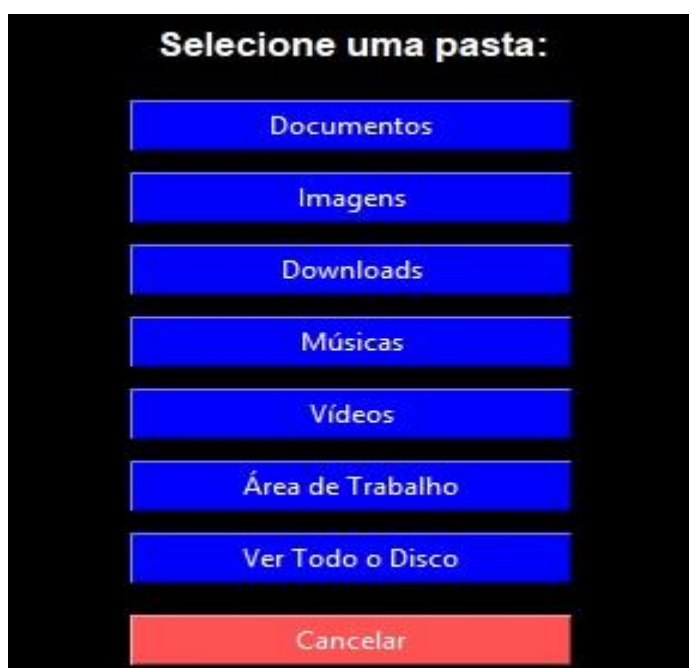 Selecione uma pasta:
Documentos
Imagens
Downloads
Músicas
Vídeos
Área de Trabalho
Ver Todo o Disco
Cancelar